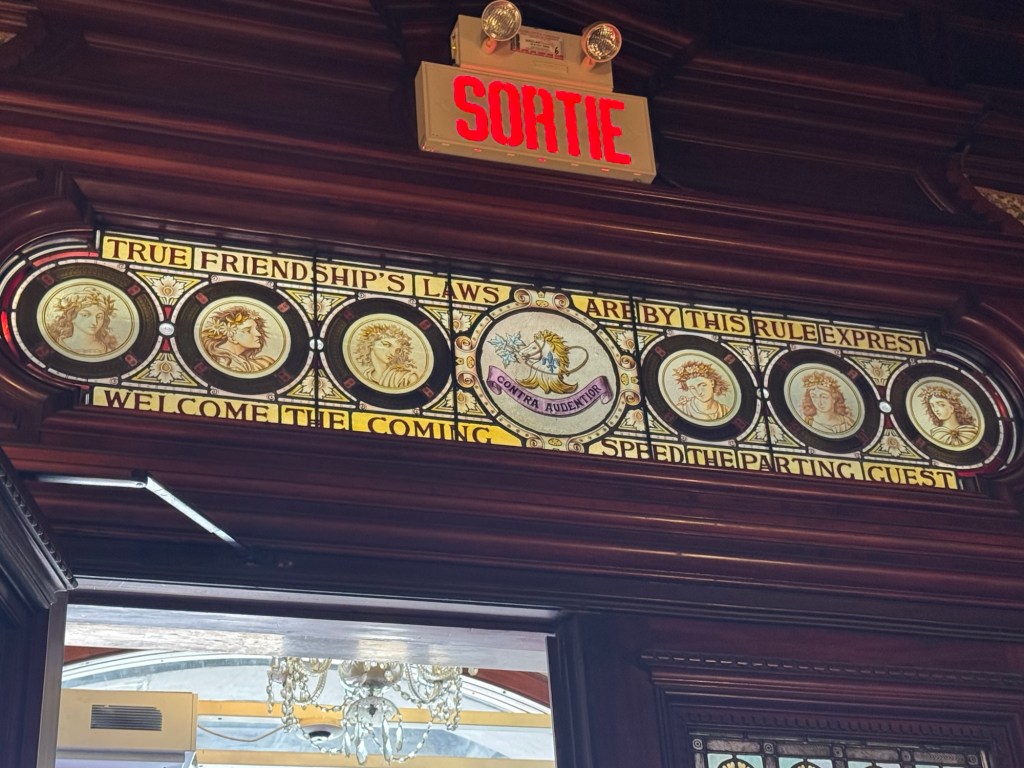 SORTIE
TRUE FRIENDSHIP'S LAWS ARE BY THIS RULE EXPREST
CONTRA AUDENTIOR
WELCOME THE COMING SPEED THE PARTING GUEST